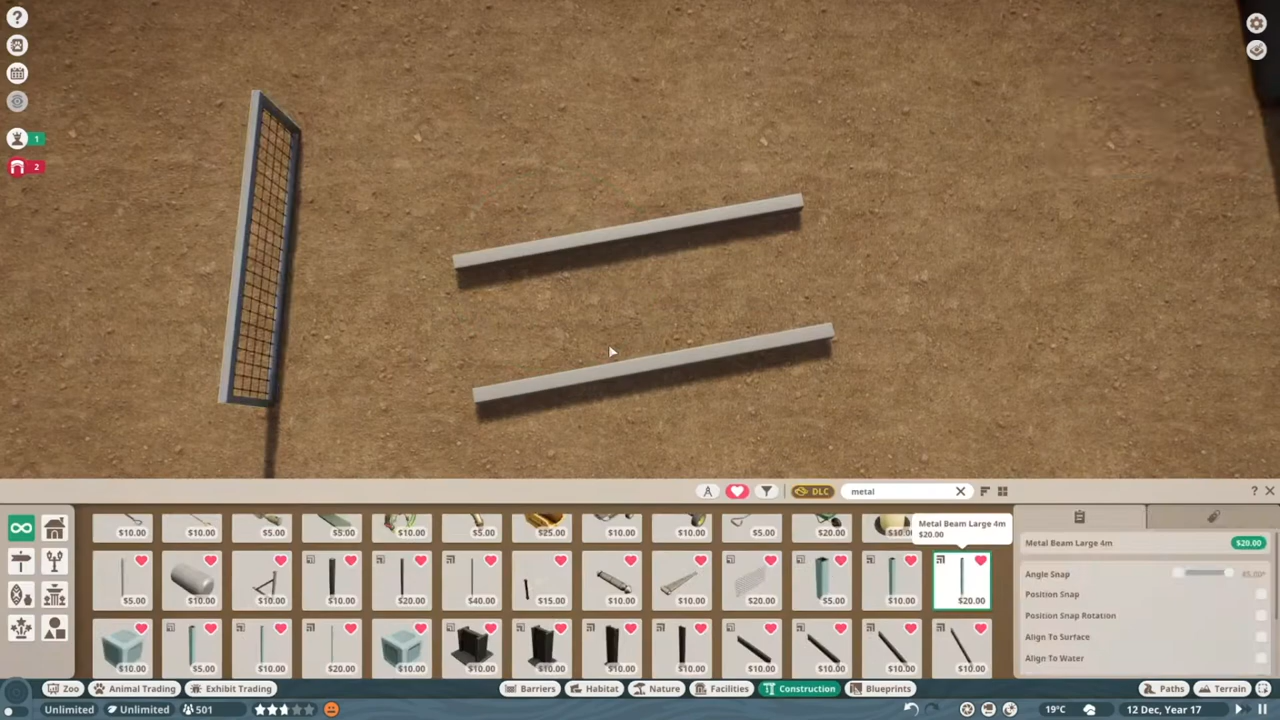 ?
1
2
DLC
metal
?
$10.00 $10.00 $5.00 $5.00 $10.00 $5.00 $25.00 $10.00 $10.00 $5.00 $20.00 $10.00
Metal Beam Large 4m
$20.00
$5.00 $10.00 $10.00 $10.00 $20.00 $40.00 $15.00 $10.00 $10.00 $20.00 $5.00 $10.00 $20.00
$10.00 $5.00 $10.00 $20.00 $10.00 $10.00 $10.00 $10.00 $10.00 $10.00 $10.00 $10.00 $10.00
Metal Beam Large 4m $20.00
Angle Snap
Position Snap
Position Snap Rotation
Align To Surface
Align To Water
Zoo Animal Trading Exhibit Trading Barriers Habitat Nature Facilities Construction Blueprints Paths Terrain
Unlimited Unlimited 501 19°C 12 Dec, Year 17